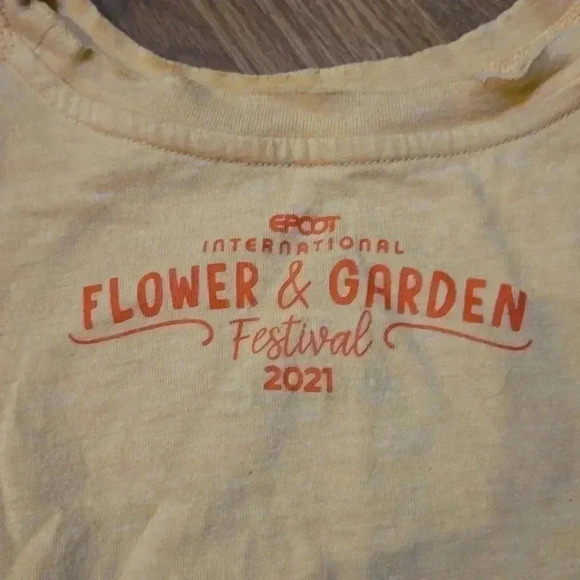 EPCOT
INTERNATIONAL
FLOWER & GARDEN
Festival
2021